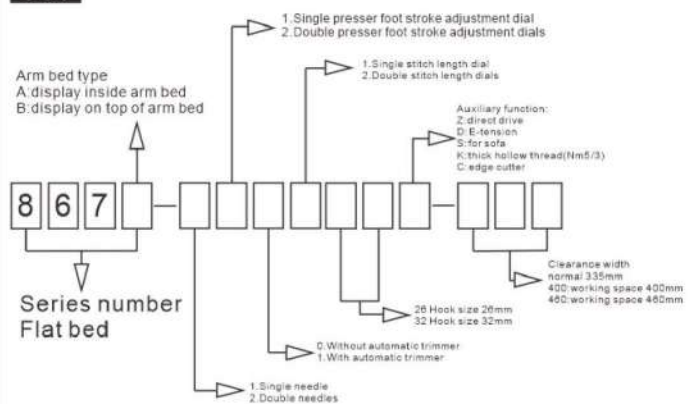 1.Single presser foot stroke adjustment dial
2.Double presser foot stroke adjustment dials
1.Single stitch length dial
2.Double stitch length dials
Arm bed type
A:display inside arm bed
B:display on top of arm bed
Auxiliary function:
Z:direct drive
D:E-tension
S:for sofa
K:thick hollow thread(Nm5/3)
C:edge cutter
8 6 7
Clearance width
normal 335mm
400:working space 400mm
460:working space 460mm
Series number
Flat bed
26.Hook size 26mm
32.Hook size 32mm
0.Without automatic trimmer
1.With automatic trimmer
1.Single needle
2.Double needles